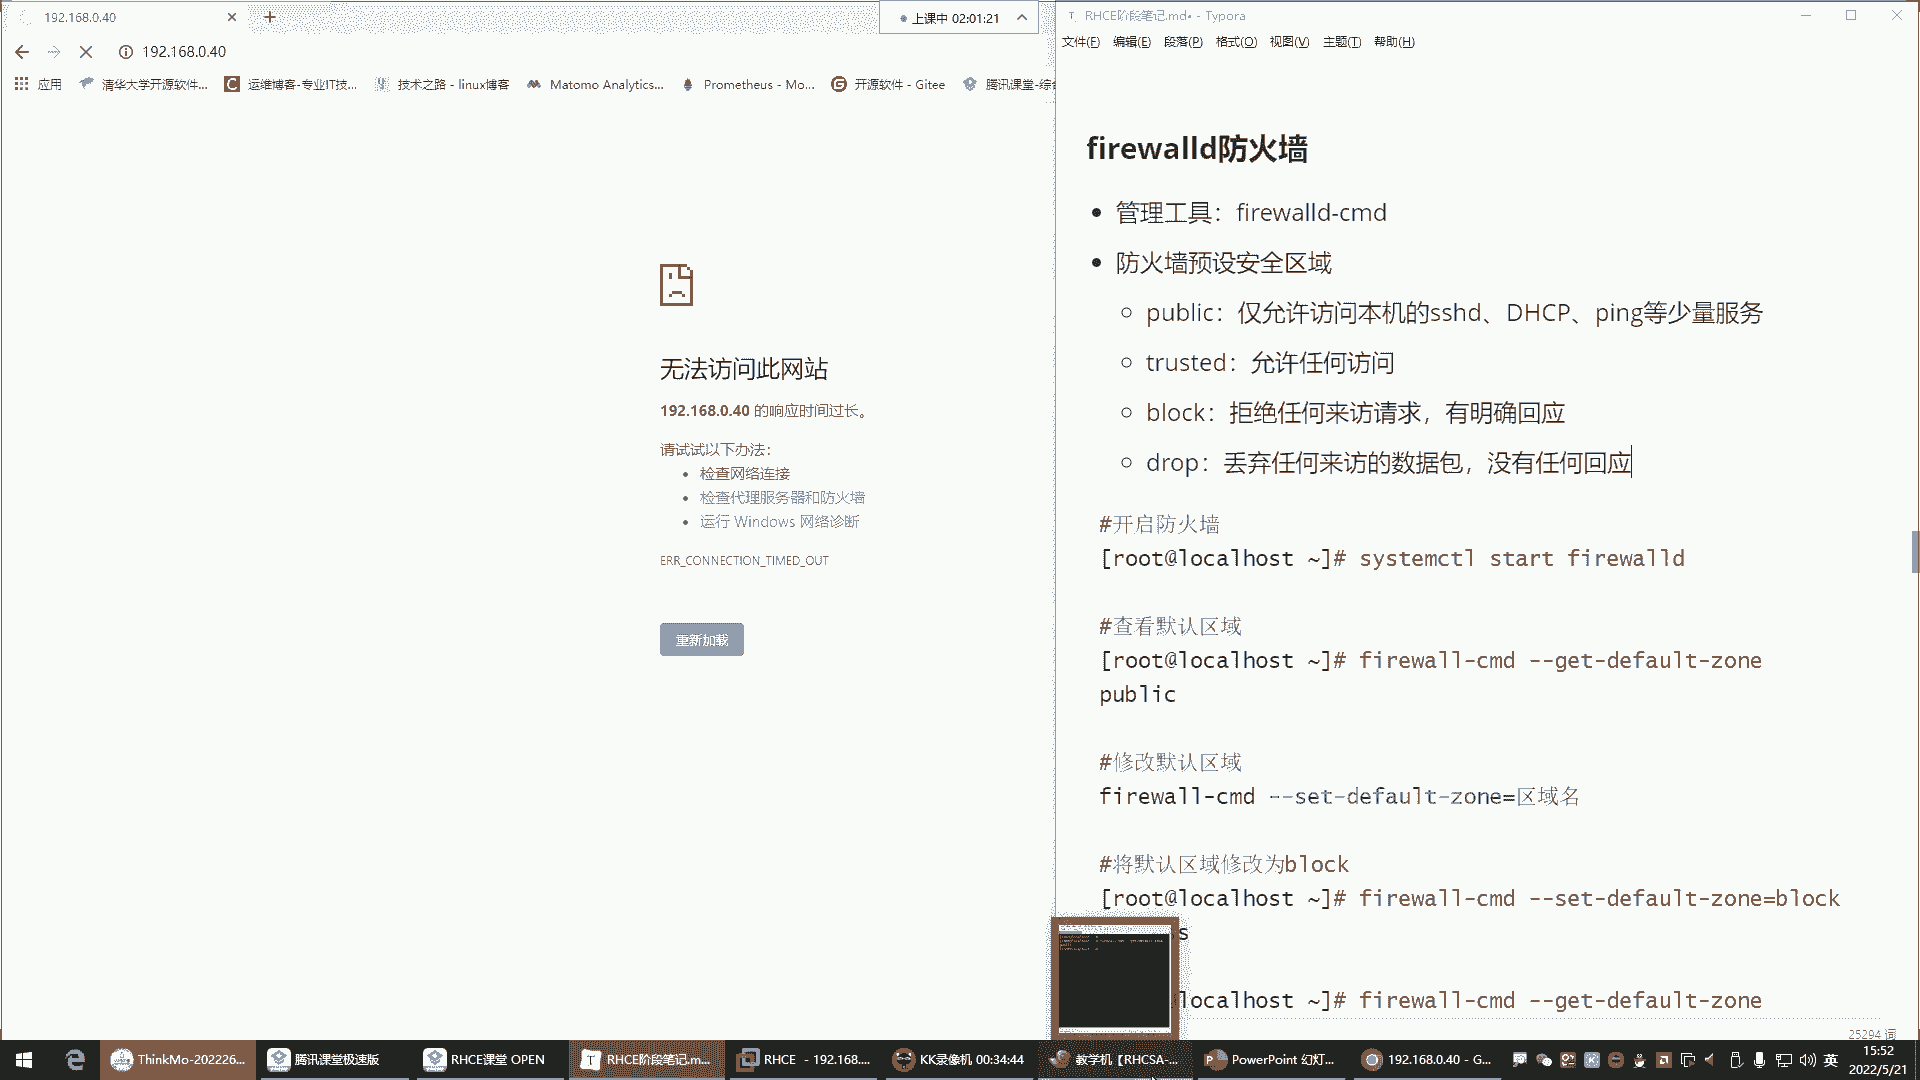 192.168.0.40
上课中 02:01:21
192.168.0.40
应用
清华大学开源软件...
运维博客-专业IT技...
技术之路 - linux博客
Matomo Analytics...
Prometheus - Mo...
开源软件 - Gitee
腾讯课堂-综合
无法访问此网站
192.168.0.40 的响应时间过长。
请试试以下办法：
检查网络连接
检查代理服务器和防火墙
运行 Windows 网络诊断
ERR_CONNECTION_TIMED_OUT
重新加载
RHCE阶段笔记.md• - Typora
文件(F) 编辑(E) 段落(P) 格式(O) 视图(V) 主题(T) 帮助(H)
firewalld防火墙
管理工具：firewalld-cmd
防火墙预设安全区域
public：仅允许访问本机的sshd、DHCP、ping等少量服务
trusted：允许任何访问
block：拒绝任何来访请求，有明确回应
drop：丢弃任何来访的数据包，没有任何回应
#开启防火墙
[root@localhost ~]# systemctl start firewalld
#查看默认区域
[root@localhost ~]# firewall-cmd --get-default-zone
public
#修改默认区域
firewall-cmd --set-default-zone=区域名
#将默认区域修改为block
[root@localhost ~]# firewall-cmd --set-default-zone=block
s
localhost ~]# firewall-cmd --get-default-zone
25294 词
ThinkMo-202226...
腾讯课堂极速版
RHCE课堂 OPEN
RHCE阶段笔记.m...
RHCE - 192.168....
KK录像机 00:34:44
教学机【RHCSA-...
PowerPoint 幻灯...
192.168.0.40 - G...
英
15:52
2022/5/21